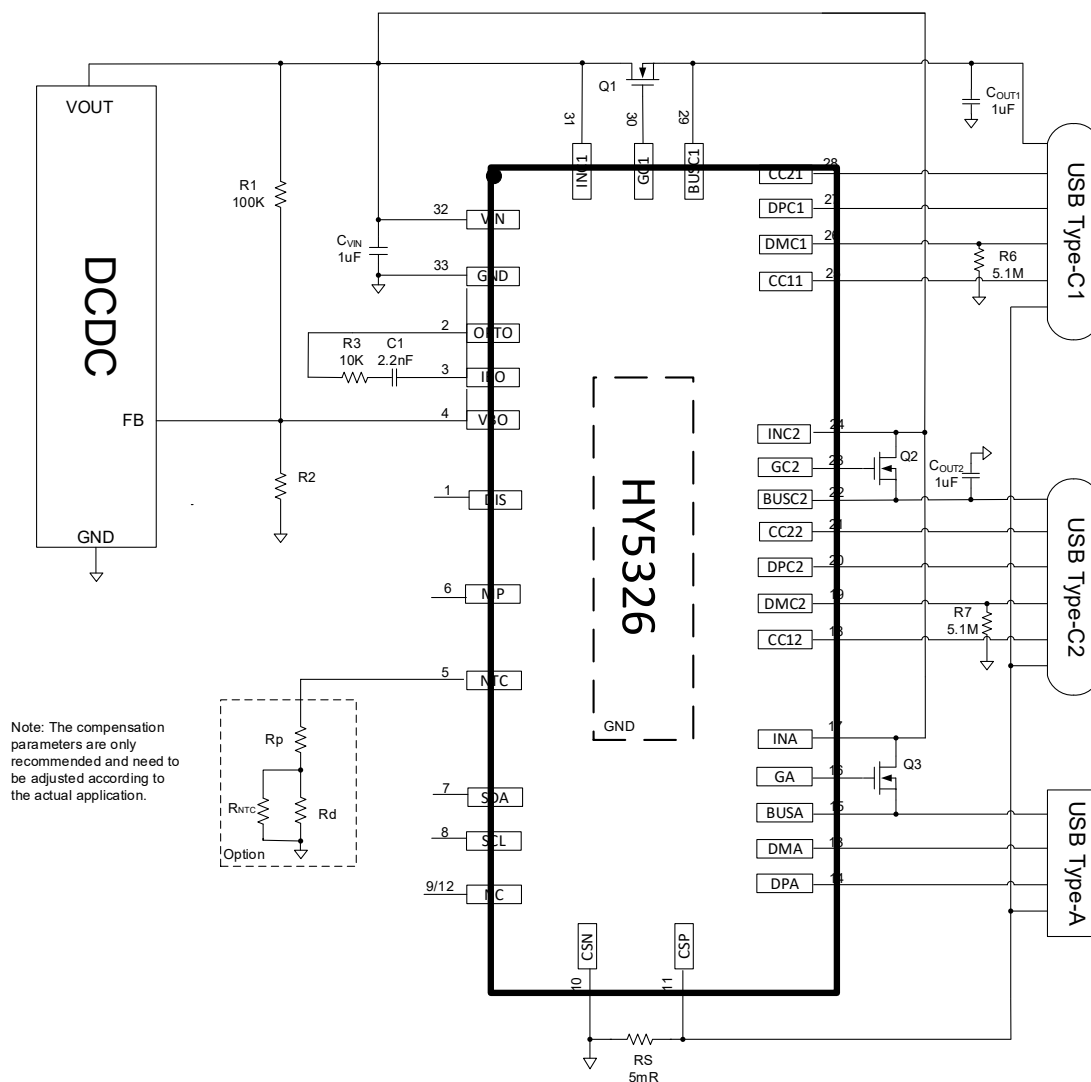 VOUT
DCDC
FB
GND
R1
100K
R2
CVIN
1uF
R3
10K
C1
2.2nF
32
VIN
33
GND
2
OPTO
3
4
1
DIS
6
5
NTC
7
SDA
8
SCL
9/12
NC
Note: The compensation
parameters are only
recommended and need to
be adjusted according to
the actual application.
Rp
RNTC
Rd
Option
Q1
31
30
29
INC1
GC1
BUSC1
HY5326
GND
CC21
28
DPC1
27
DMC1
26
CC11
25
INC2
24
GC2
23
BUSC2
22
CC22
21
DPC2
20
DMC2
19
CC12
18
INA
17
GA
16
BUSA
15
DMA
13
DPA
14
CSN
10
CSP
11
RS
5mR
COUT1
1uF
R6
5.1M
USB Type-C1
Q2
COUT2
1uF
R7
5.1M
USB Type-C2
Q3
USB Type-A